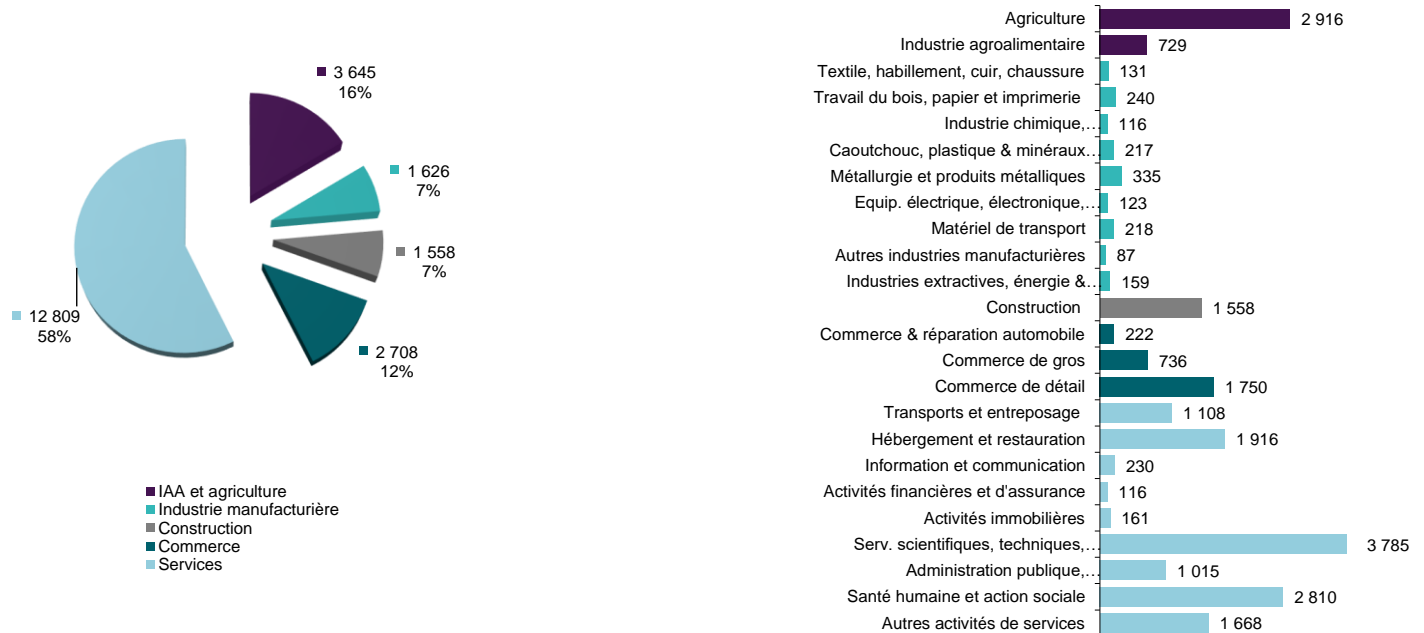 3 645
16%
1 626
7%
1 558
7%
2 708
12%
12 809
58%
IAA et agriculture
Industrie manufacturière
Construction
Commerce
Services
Agriculture 2 916
Industrie agroalimentaire 729
Textile, habillement, cuir, chaussure 131
Travail du bois, papier et imprimerie 240
Industrie chimique,… 116
Caoutchouc, plastique & minéraux… 217
Métallurgie et produits métalliques 335
Equip. électrique, électronique,… 123
Matériel de transport 218
Autres industries manufacturières 87
Industries extractives, énergie &… 159
Construction 1 558
Commerce & réparation automobile 222
Commerce de gros 736
Commerce de détail 1 750
Transports et entreposage 1 108
Hébergement et restauration 1 916
Information et communication 230
Activités financières et d'assurance 116
Activités immobilières 161
Serv. scientifiques, techniques,… 3 785
Administration publique,… 1 015
Santé humaine et action sociale 2 810
Autres activités de services 1 668